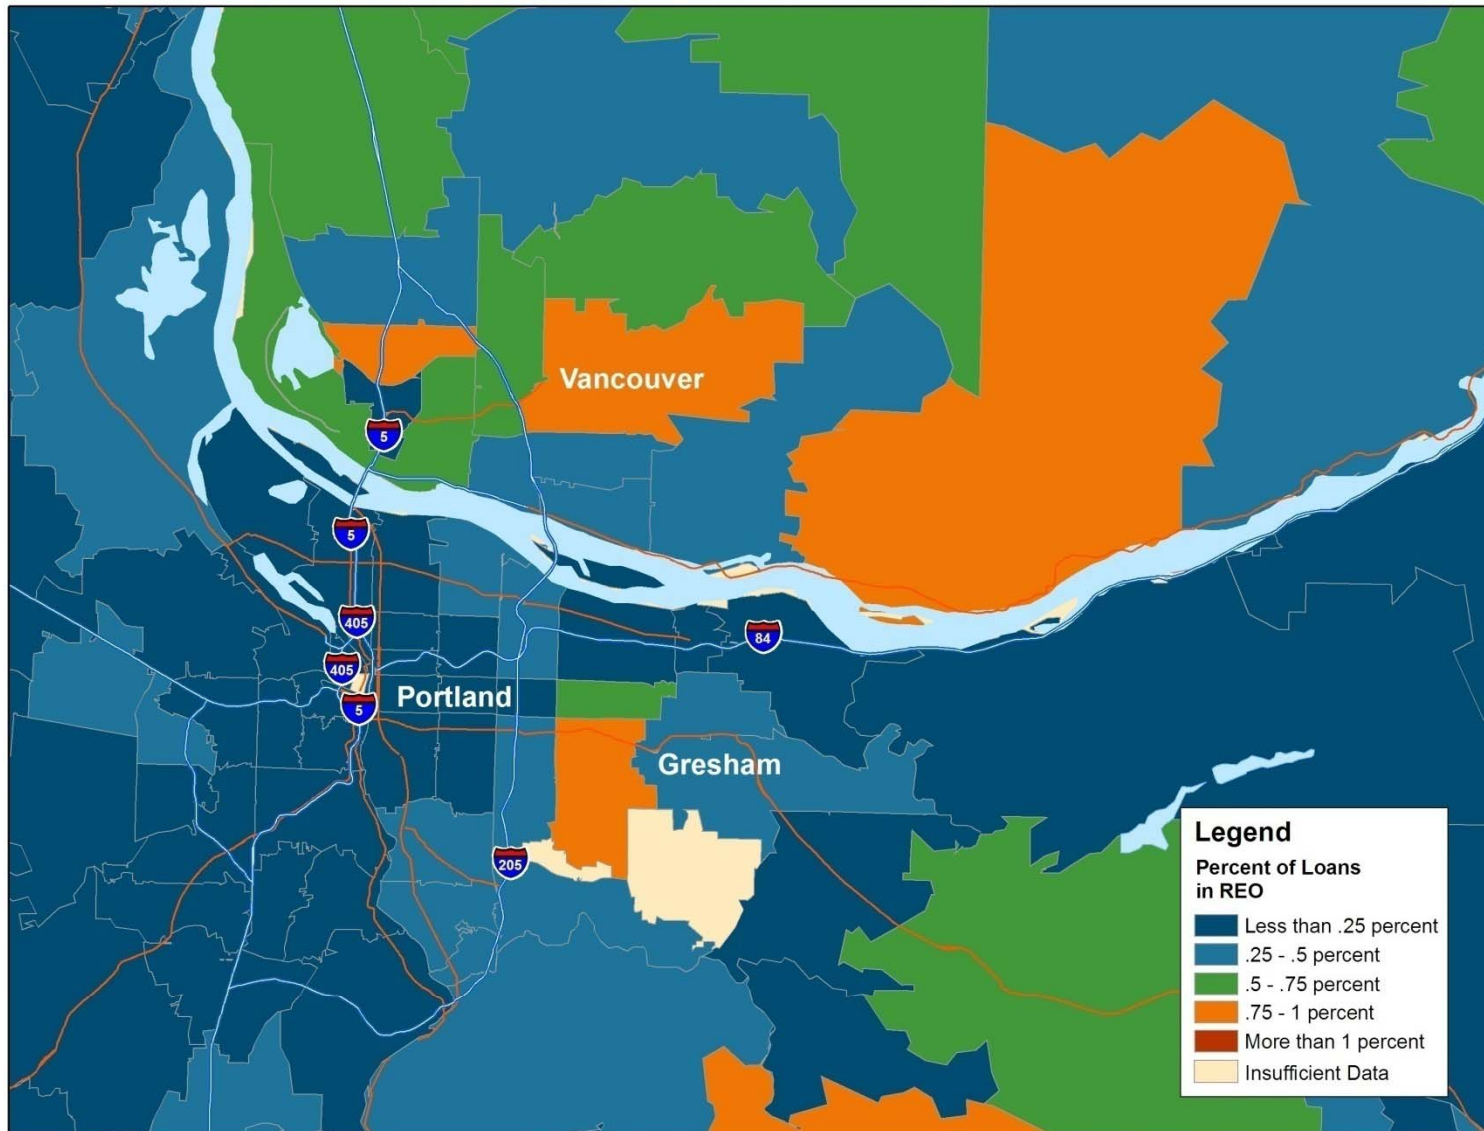 Vancouver
5
5
405
84
405
Portland
5
Gresham
205
Legend
Percent of Loans
in REO
Less than .25 percent
.25 - .5 percent
.5 - .75 percent
.75 - 1 percent
More than 1 percent
Insufficient Data